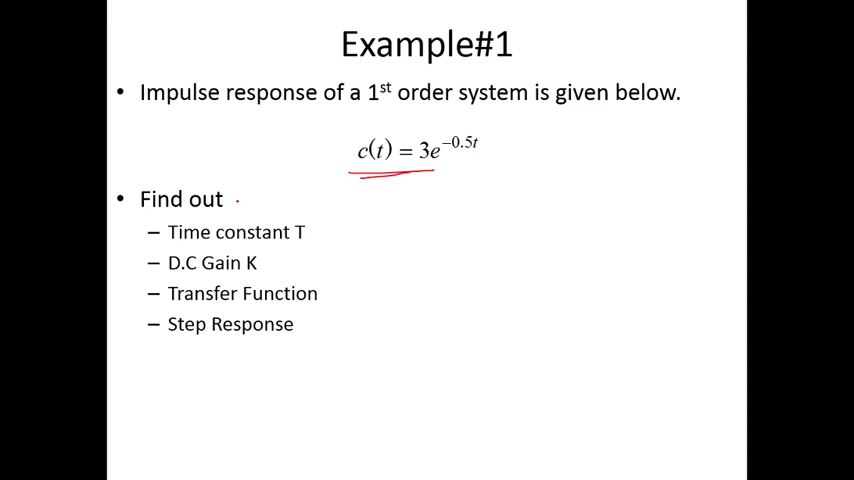 Example#1
• Impulse response of a 1st order system is given below.
c(t) = 3e^{−0.5t}
• Find out
– Time constant T
– D.C Gain K
– Transfer Function
– Step Response